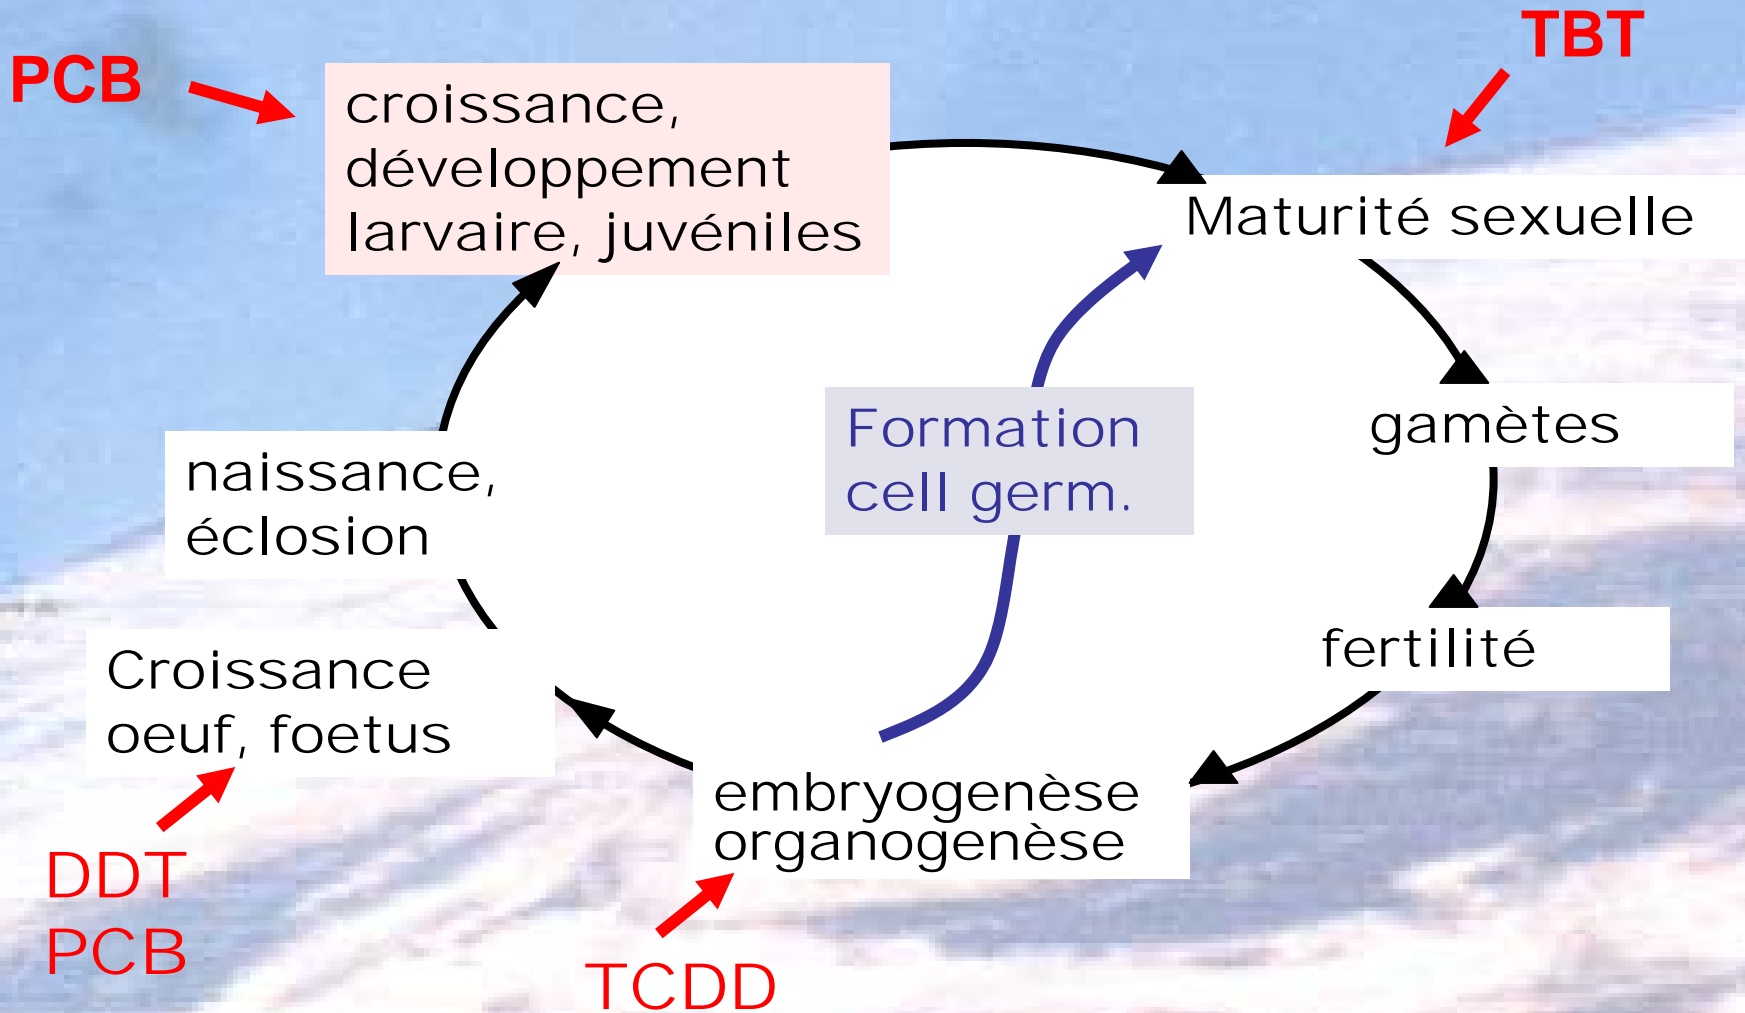 PCB
TBT
croissance,
développement
larvaire, juvéniles
Maturité sexuelle
Formation
cell germ.
gamètes
naissance,
éclosion
fertilité
Croissance
oeuf, foetus
embryogenèse
organogenèse
DDT
PCB
TCDD